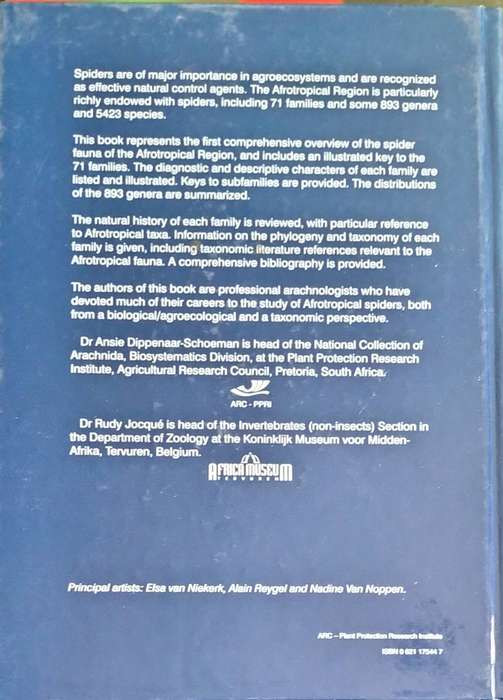 Spiders are of major importance in agroecosystems and are recognized
as effective natural control agents. The Afrotropical Region is particularly
richly endowed with spiders, including 71 families and some 893 genera
and 5423 species.
This book represents the first comprehensive overview of the spider
fauna of the Afrotropical Region, and includes an illustrated key to the
71 families. The diagnostic and descriptive characters of each family are
listed and illustrated. Keys to subfamilies are provided. The distributions
of the 893 genera are summarized.
The natural history of each family is reviewed, with particular reference
to Afrotropical taxa. Information on the phylogeny and taxonomy of each
family is given, including taxonomic literature references relevant to the
Afrotropical fauna. A comprehensive bibliography is provided.
The authors of this book are professional arachnologists who have
devoted much of their careers to the study of Afrotropical spiders, both
from a biological/agroecological and a taxonomic perspective.
Dr Ansie Dippenaar-Schoeman is head of the National Collection of
Arachnida, Biosystematics Division, at the Plant Protection Research
Institute, Agricultural Research Council, Pretoria, South Africa.
ARC - PPRI
Dr Rudy Jocqué is head of the Invertebrates (non-insects) Section in
the Department of Zoology at the Koninklijk Museum voor Midden-
Afrika, Tervuren, Belgium.
AFRICA MUSEUM
TERVUREN
Principal artists: Elsa van Niekerk, Alain Reygel and Nadine Van Noppen.
ARC – Plant Protection Research Institute
ISBN 0 621 17544 7